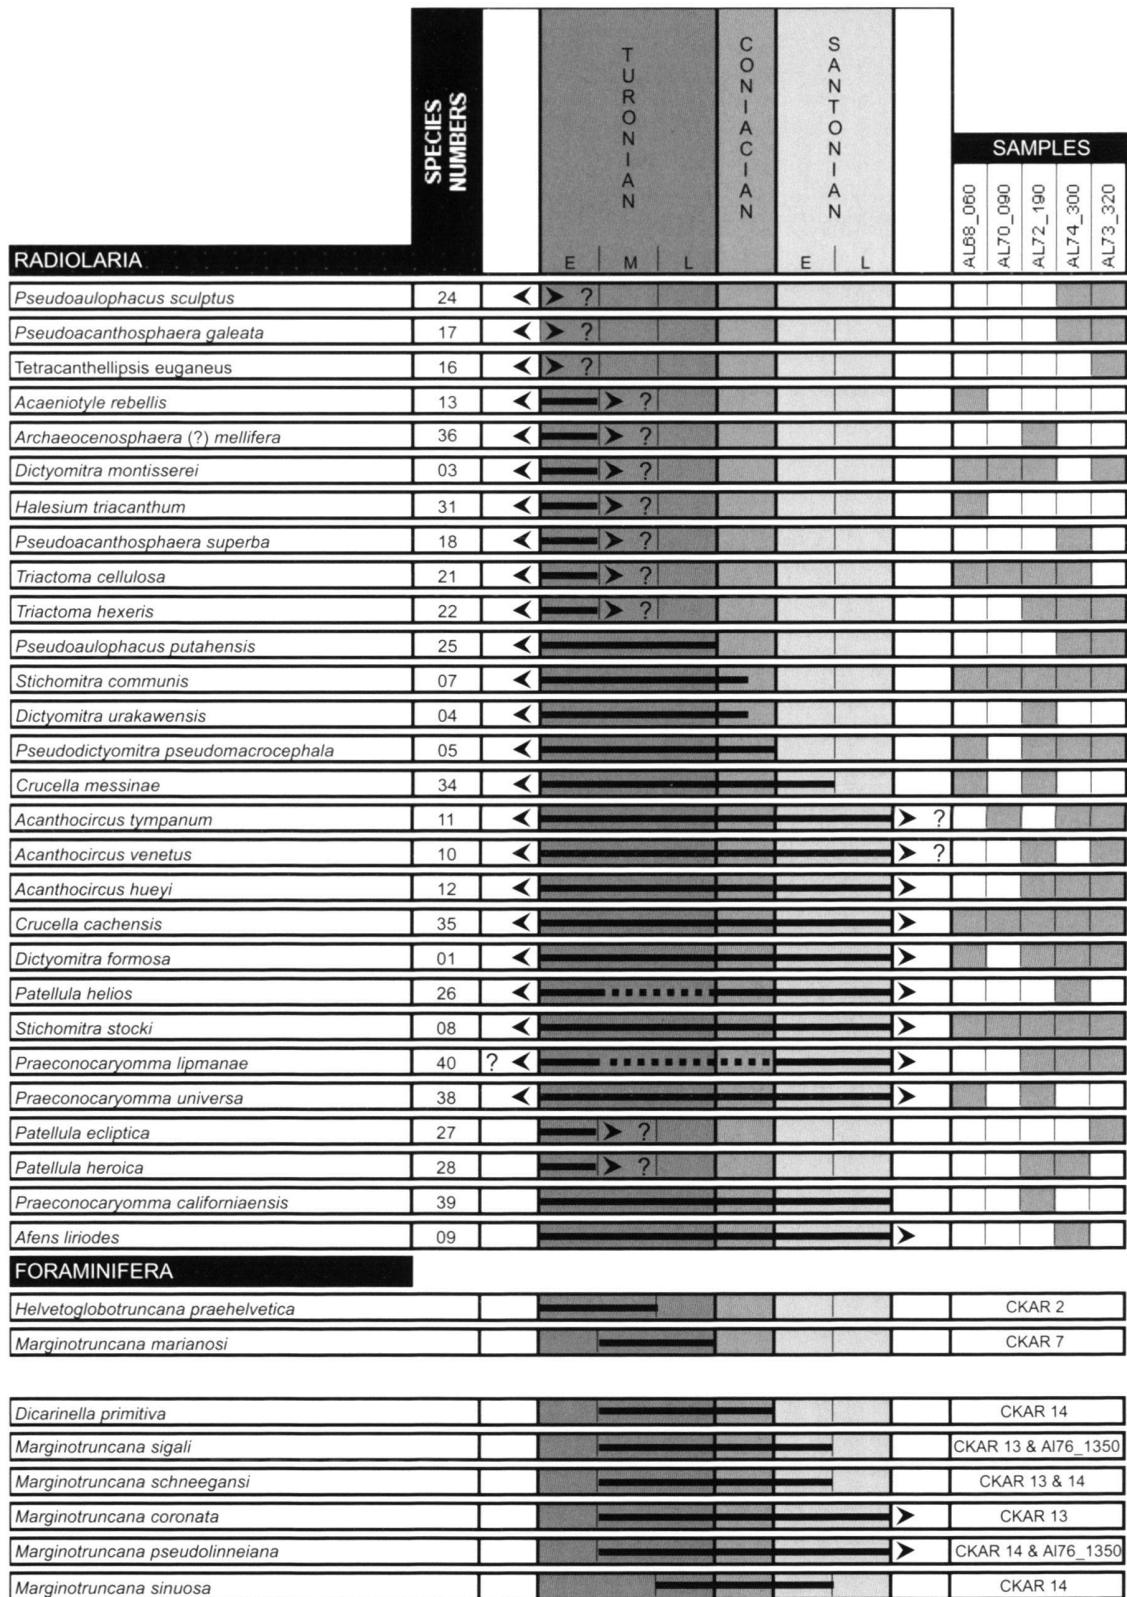 SPECIES NUMBERS
TURONIAN
CONIACIAN
SANTONIAN
SAMPLES
AL68_060 AL70_090 AL72_190 AL74_300 AL73_320
RADIOLARIA E M L E L
Pseudoaulophacus sculptus 24 ?
Pseudoacanthosphaera galeata 17 ?
Tetracanthellipsis euganeus 16 ?
Acaeniotyle rebellis 13 ?
Archaeocenosphaera (?) mellifera 36 ?
Dictyomitra montisserei 03 ?
Halesium triacanthum 31 ?
Pseudoacanthosphaera superba 18 ?
Triactoma cellulosa 21 ?
Triactoma hexeris 22 ?
Pseudoaulophacus putahensis 25
Stichomitra communis 07
Dictyomitra urakawensis 04
Pseudodictyomitra pseudomacrocephala 05
Crucella messinae 34
Acanthocircus tympanum 11 ?
Acanthocircus venetus 10 ?
Acanthocircus hueyi 12
Crucella cachensis 35
Dictyomitra formosa 01
Patellula helios 26
Stichomitra stocki 08
Praeconocaryomma lipmanae 40 ?
Praeconocaryomma universa 38
Patellula ecliptica 27 ?
Patellula heroica 28 ?
Praeconocaryomma californiaensis 39
Afens liriodes 09
FORAMINIFERA
Helvetoglobotruncana praehelvetica CKAR 2
Marginotruncana marianosi CKAR 7
Dicarinella primitiva CKAR 14
Marginotruncana sigali CKAR 13 & Al76_1350
Marginotruncana schneegansi CKAR 13 & 14
Marginotruncana coronata CKAR 13
Marginotruncana pseudolinneiana CKAR 14 & Al76_1350
Marginotruncana sinuosa CKAR 14